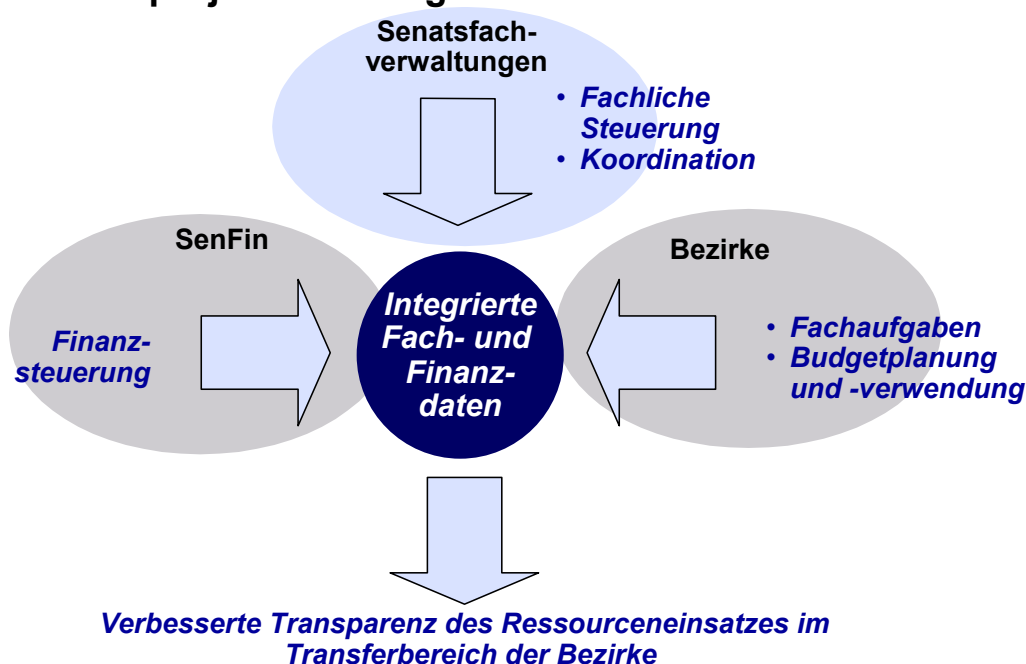 Senatsfach-
verwaltungen
• Fachliche
Steuerung
• Koordination
SenFin
Finanz-
steuerung
Integrierte
Fach- und
Finanz-
daten
Bezirke
• Fachaufgaben
• Budgetplanung
und -verwendung
Verbesserte Transparenz des Ressourceneinsatzes im
Transferbereich der Bezirke